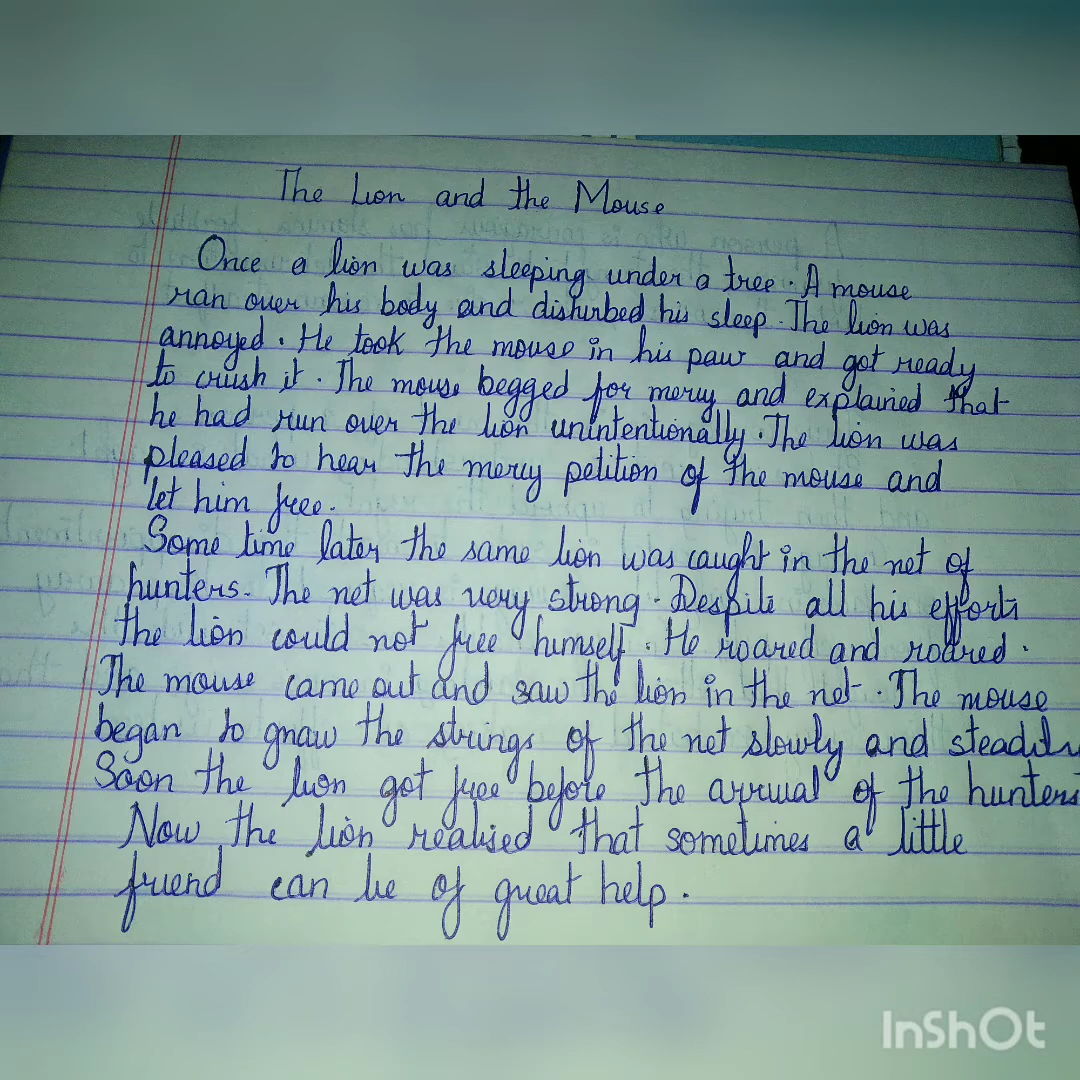 The Lion and the Mouse
Once a lion was sleeping under a tree. A mouse
ran over his body and disturbed his sleep. The lion was
annoyed. He took the mouse in his paw and got ready
to crush it. The mouse begged for mercy and explained that
he had run over the lion unintentionally. The lion was
pleased to hear the mercy petition of the mouse and
let him free.
Some time later the same lion was caught in the net of
hunters. The net was very strong. Despite all his efforts
the lion could not free himself. He roared and roared.
The mouse came out and saw the lion in the net. The mouse
began to gnaw the strings of the net slowly and steadily
Soon the lion got free before the arrival of the hunters
Now the lion realised that sometimes a little
friend can be of great help.
InShOt